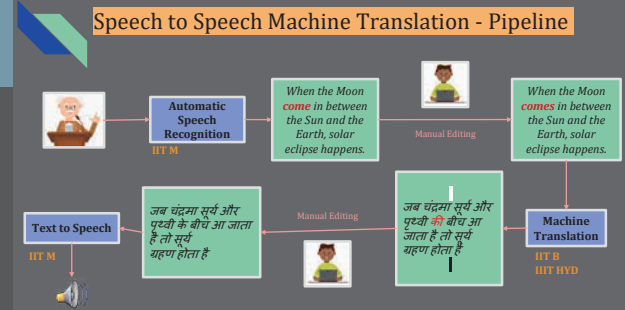 Speech to Speech Machine Translation - Pipeline
Automatic
Speech
Recognition
IIT M
When the Moon
come in between
the Sun and the
Earth, solar
eclipse happens.
Manual Editing
When the Moon
comes in between
the Sun and the
Earth, solar
eclipse happens.
Machine
Translation
IIT B
IIIT HYD
जब चंद्रमा सूर्य और
पृथ्वी की बीच आ
जाता है तो सूर्य
ग्रहण होता है
Manual Editing
जब चंद्रमा सूर्य और
पृथ्वी के बीच आ जाता
है तो सूर्य
ग्रहण होता है
Text to Speech
IIT M